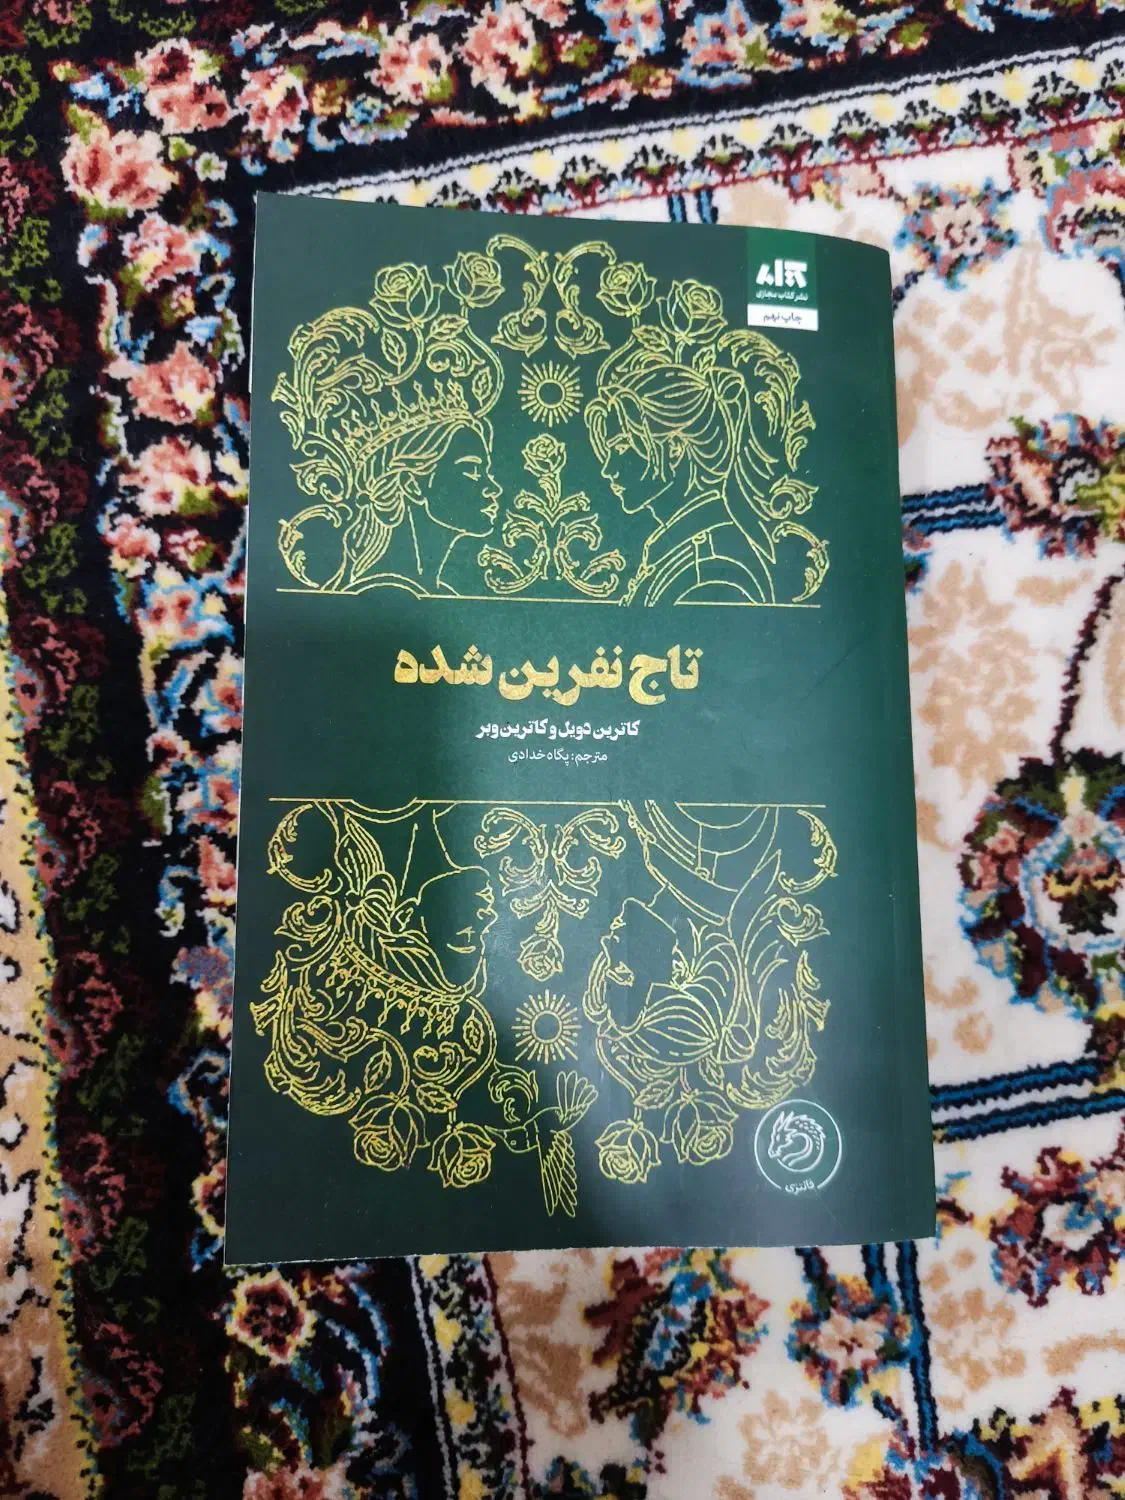 نشر کتاب مجازی
چاپ نهم
تاج نفرین شده
کاترین دویل و کاترین وبر
مترجم: پگاه خدادی
فانتزی